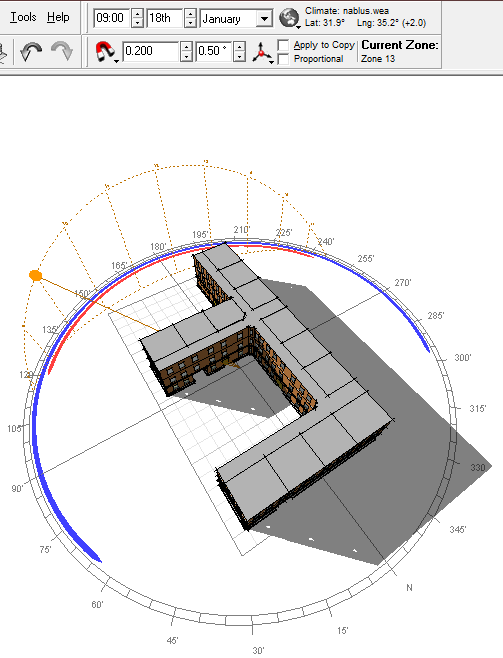 Tools Help
09:00 18th January
Climate: nablus.wea
Lat: 31.9° Lng: 35.2° (+2.0)
0.200 0.50 °
Apply to Copy
Proportional
Current Zone:
Zone 13
210'
195'
225'
180'
240'
165'
255'
150'
270'
135'
285'
120'
300'
105'
315'
90'
330'
75'
345'
60'
N
45'
15'
30'